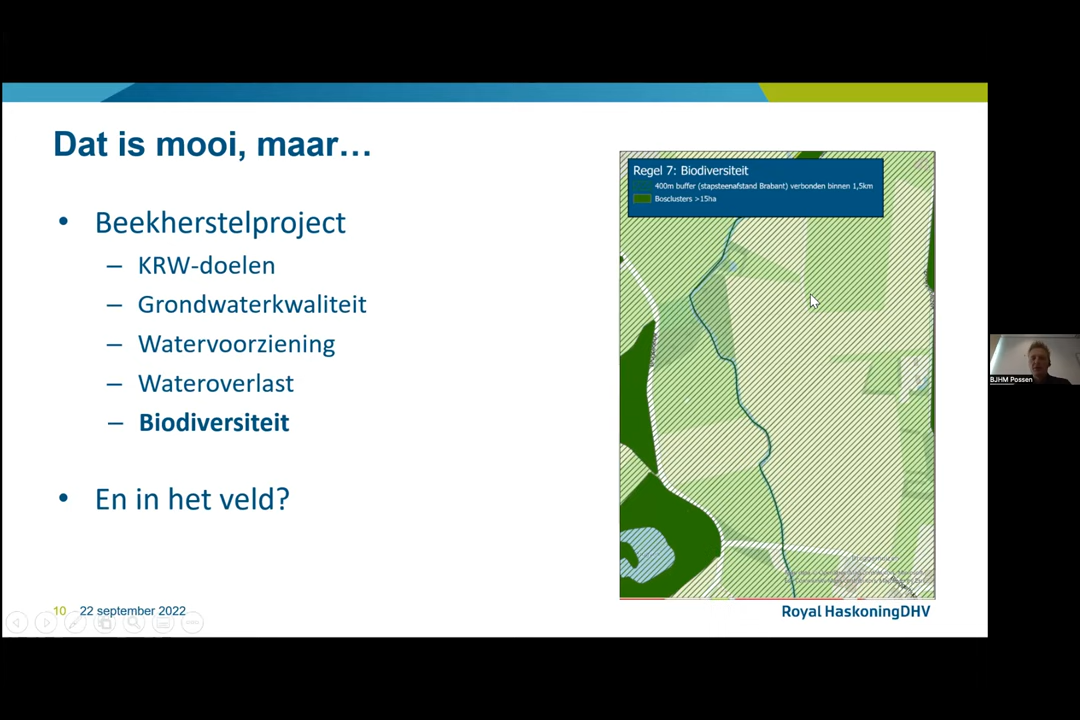 Dat is mooi, maar…
• Beekherstelproject
– KRW-doelen
– Grondwaterkwaliteit
– Watervoorziening
– Wateroverlast
– Biodiversiteit
• En in het veld?
Regel 7: Biodiversiteit
400m buffer (stapsteenafstand Brabant) verbonden binnen 1,5km
Bosclusters >15ha
BJHM Possen
10 22 september 2022
Royal HaskoningDHV